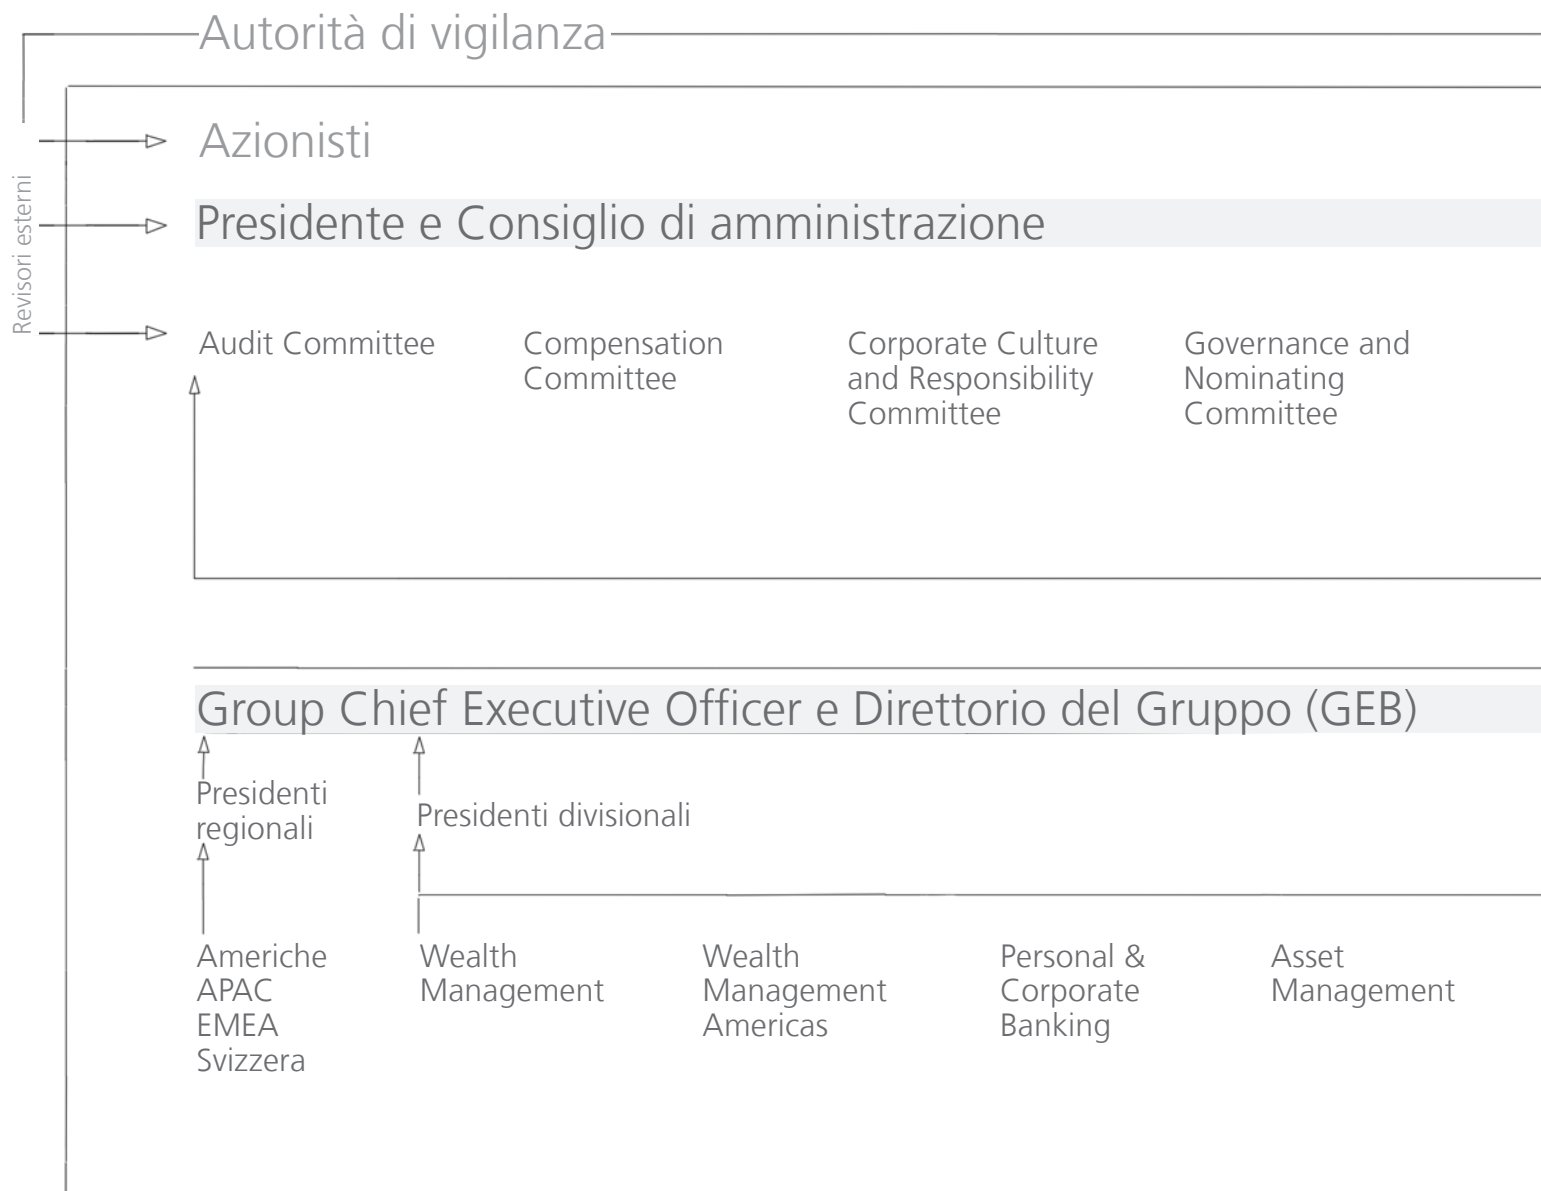 Autorità di vigilanza
Azionisti
Revisori esterni
Presidente e Consiglio di amministrazione
Audit Committee
Compensation
Committee
Corporate Culture
and Responsibility
Committee
Governance and
Nominating
Committee
Group Chief Executive Officer e Direttorio del Gruppo (GEB)
Presidenti
regionali
Presidenti divisionali
Americhe
APAC
EMEA
Svizzera
Wealth
Management
Wealth
Management
Americas
Personal &
Corporate
Banking
Asset
Management